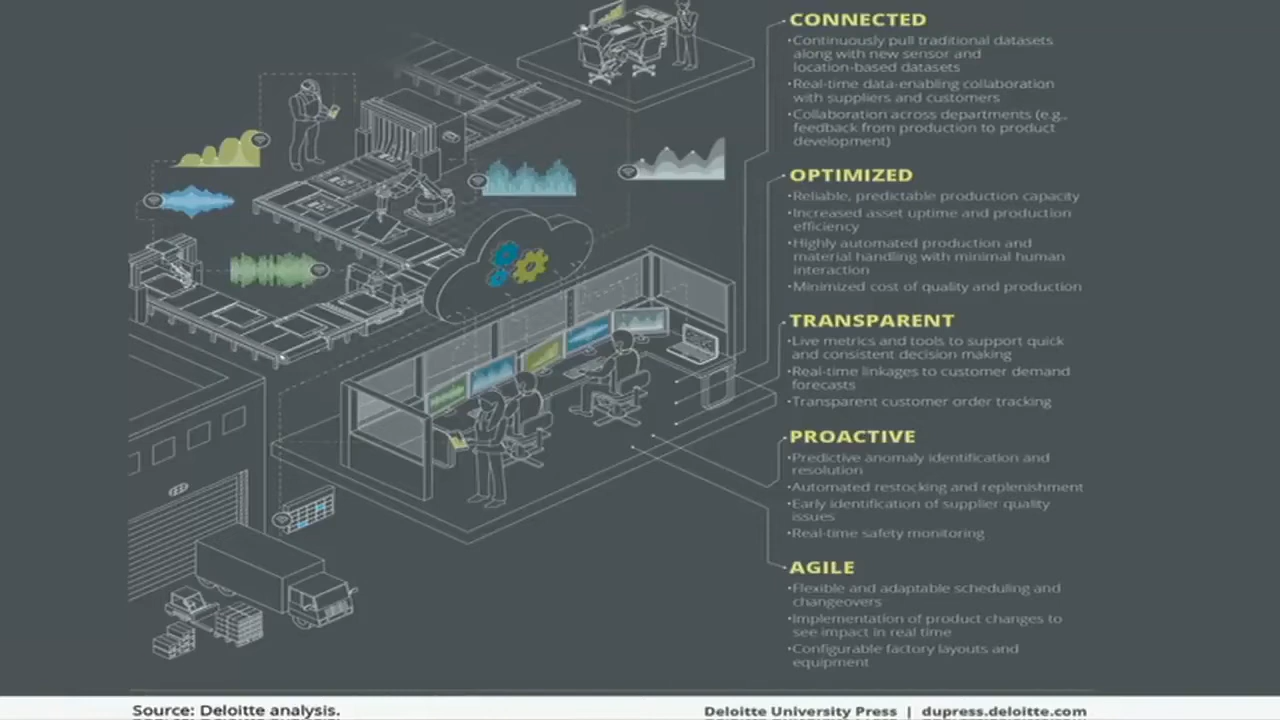 CONNECTED
•Continuously pull traditional datasets
along with new sensor and
location-based datasets
•Real-time data-enabling collaboration
with suppliers and customers
•Collaboration across departments (e.g.,
feedback from production to product
development)
OPTIMIZED
•Reliable, predictable production capacity
•Increased asset uptime and production
efficiency
•Highly automated production and
material handling with minimal human
interaction
•Minimized cost of quality and production
TRANSPARENT
•Live metrics and tools to support quick
and consistent decision making
•Real-time linkages to customer demand
forecasts
•Transparent customer order tracking
PROACTIVE
•Predictive anomaly identification and
resolution
•Automated restocking and replenishment
•Early identification of supplier quality
issues
•Real-time safety monitoring
AGILE
•Flexible and adaptable scheduling and
changeovers
•Implementation of product changes to
see impact in real time
•Configurable factory layouts and
equipment
Source: Deloitte analysis.
Deloitte University Press | dupress.deloitte.com